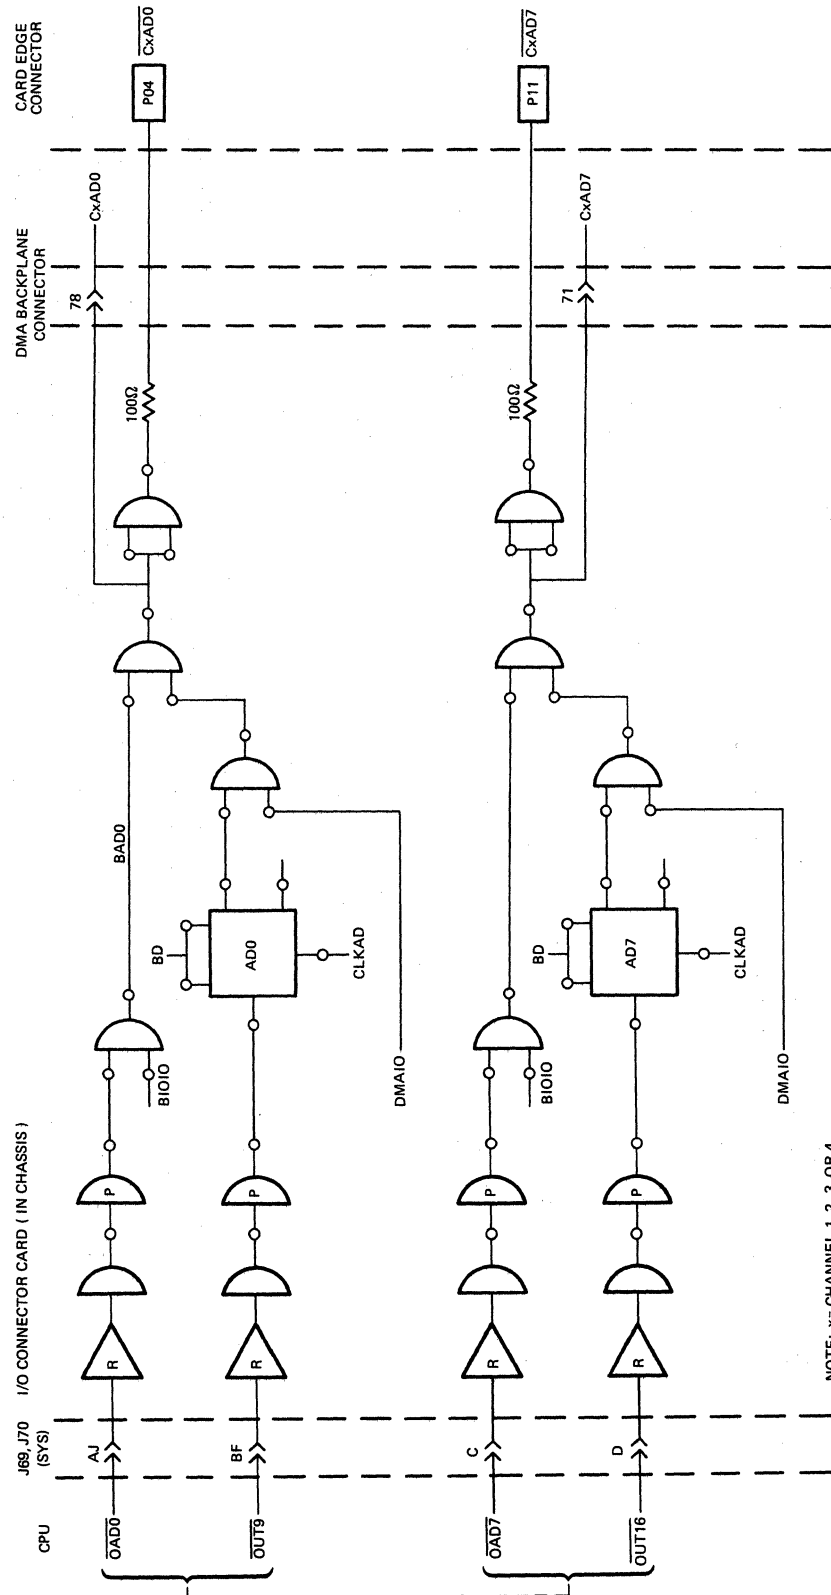 CPU
J69, J70
(SYS)
I/O CONNECTOR CARD ( IN CHASSIS )
DMA BACKPLANE
CONNECTOR
CARD EDGE
CONNECTOR
OAD0
AJ
R
P
BIOIO
BAD0
100Ω
78
CxAD0
P04
CxAD0
OUT9
BF
R
P
AD0
BD
CLKAD
DMAIO
OAD7
C
R
P
BIOIO
100Ω
P11
CxAD7
71
CxAD7
OUT16
D
R
P
AD7
BD
CLKAD
DMAIO
NOTE: x= CHANNEL 1, 2, 3, OR 4